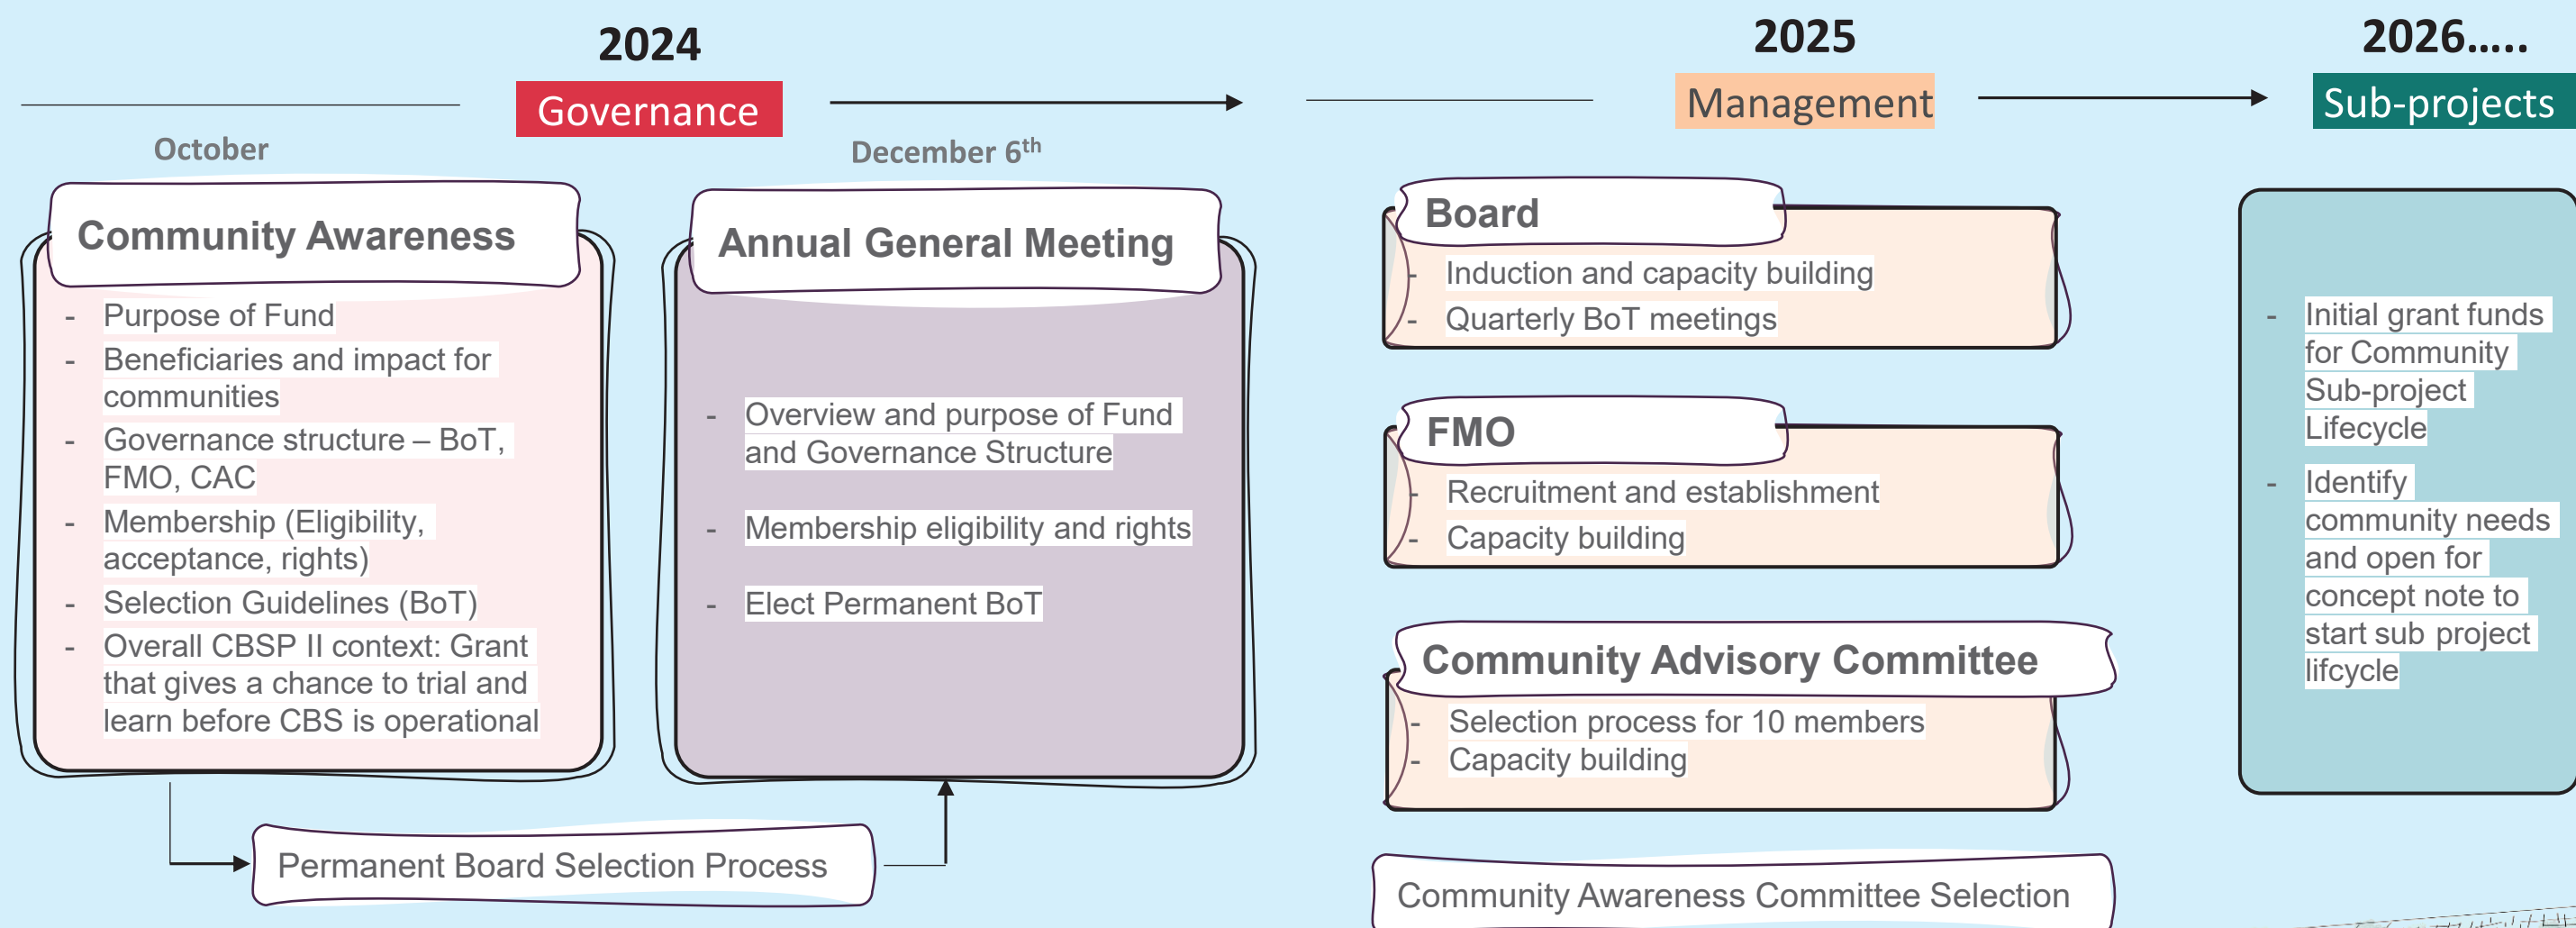 2024
Governance
October
December 6th
Community Awareness
- Purpose of Fund
- Beneficiaries and impact for
communities
- Governance structure – BoT,
FMO, CAC
- Membership (Eligibility,
acceptance, rights)
- Selection Guidelines (BoT)
- Overall CBSP II context: Grant
that gives a chance to trial and
learn before CBS is operational
Annual General Meeting
- Overview and purpose of Fund
and Governance Structure
- Membership eligibility and rights
- Elect Permanent BoT
Permanent Board Selection Process
2025
Management
Board
- Induction and capacity building
- Quarterly BoT meetings
FMO
- Recruitment and establishment
- Capacity building
Community Advisory Committee
- Selection process for 10 members
- Capacity building
Community Awareness Committee Selection
2026.....
Sub-projects
- Initial grant funds
for Community
Sub-project
Lifecycle
- Identify
community needs
and open for
concept note to
start sub project
lifcycle